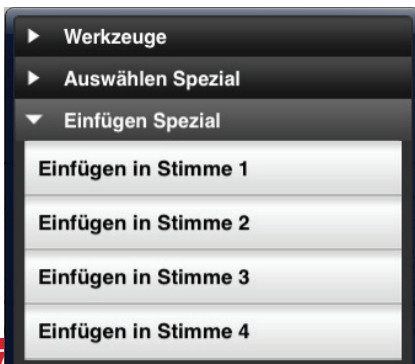 Werkzeuge
Auswählen Spezial
Einfügen Spezial
Einfügen in Stimme 1
Einfügen in Stimme 2
Einfügen in Stimme 3
Einfügen in Stimme 4